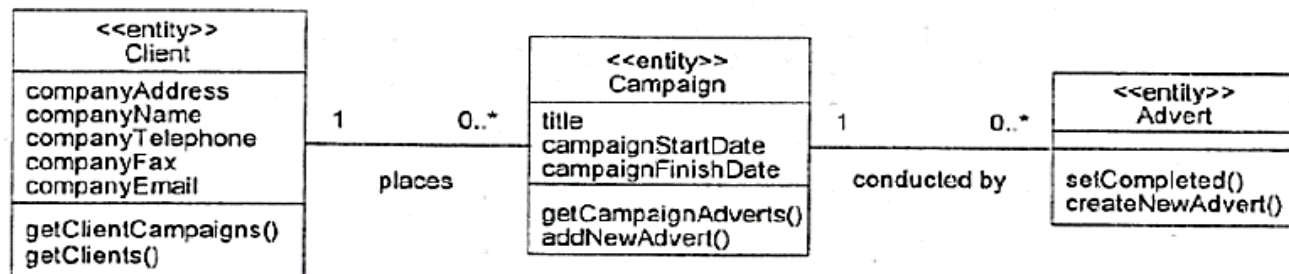 <<entity>>
Client
companyAddress
companyName
companyTelephone
companyFax
companyEmail
getClientCampaigns()
getClients()
1
0..*
places
<<entity>>
Campaign
title
campaignStartDate
campaignFinishDate
getCampaignAdverts()
addNewAdvert()
1
0..*
conducted by
<<entity>>
Advert
setCompleted()
createNewAdvert()